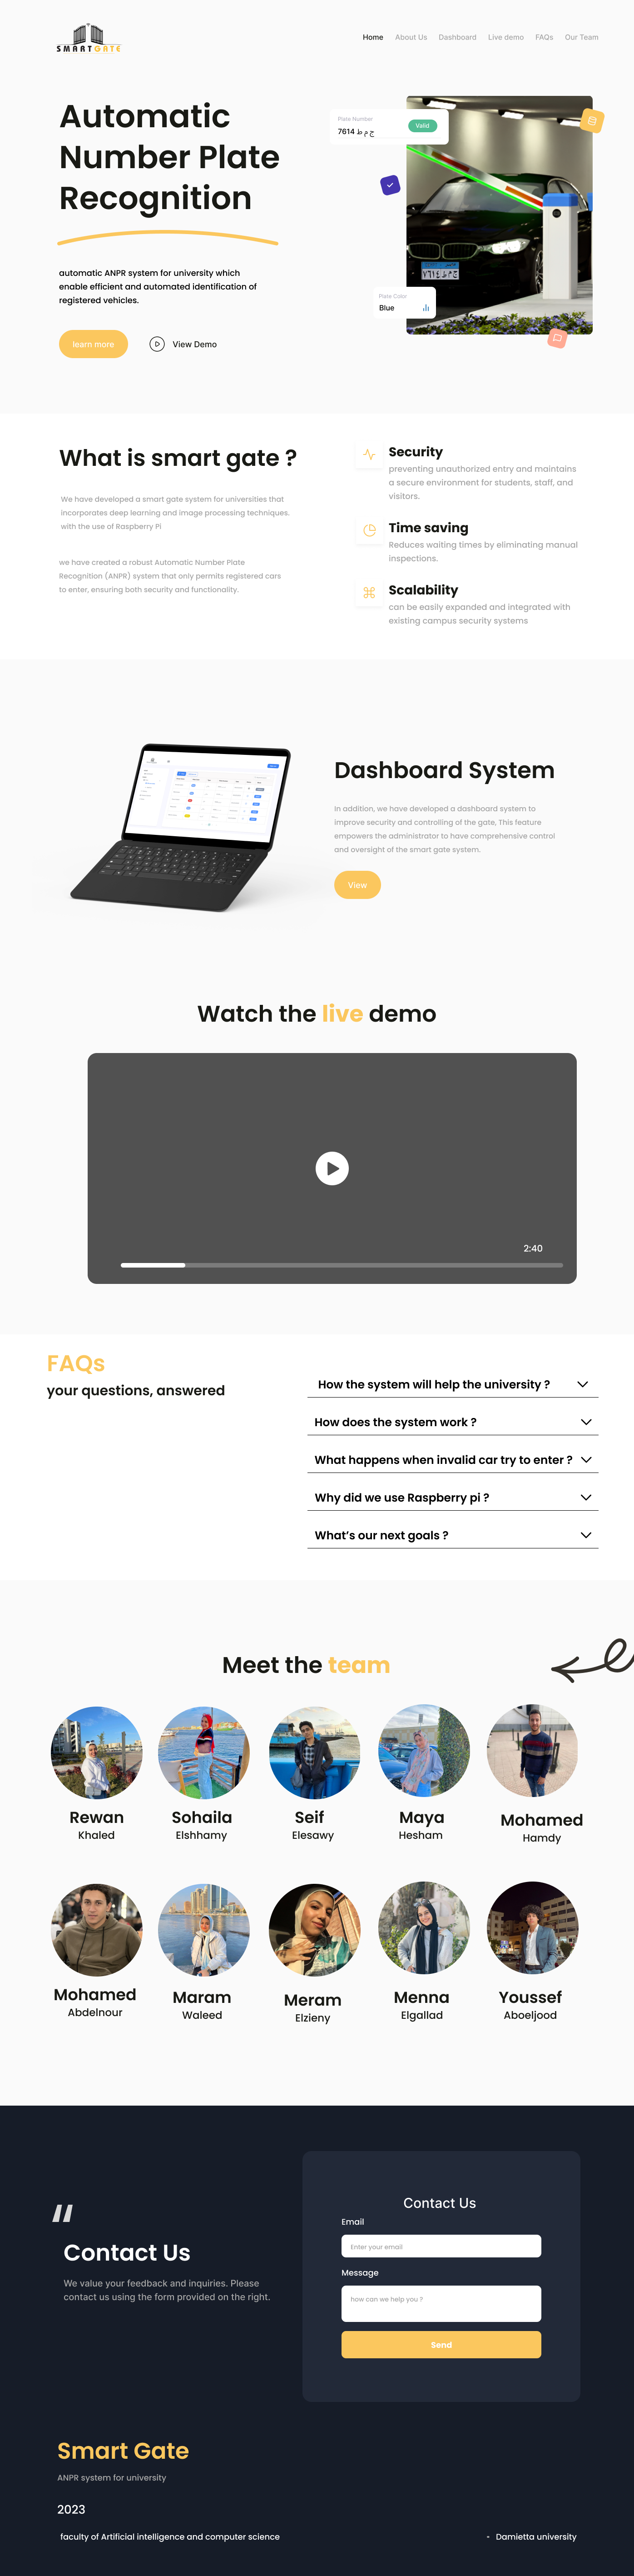 SMARTGATE
Home About Us Dashboard Live demo FAQs Our Team
Automatic
Number Plate
Recognition
automatic ANPR system for university which
enable efficient and automated identification of
registered vehicles.
learn more
View Demo
Plate Number
7614 ج م ط
Valid
Plate Color
Blue
What is smart gate ?
We have developed a smart gate system for universities that
incorporates deep learning and image processing techniques.
with the use of Raspberry Pi
we have created a robust Automatic Number Plate
Recognition (ANPR) system that only permits registered cars
to enter, ensuring both security and functionality.
Security
preventing unauthorized entry and maintains
a secure environment for students, staff, and
visitors.
Time saving
Reduces waiting times by eliminating manual
inspections.
Scalability
can be easily expanded and integrated with
existing campus security systems
Dashboard System
In addition, we have developed a dashboard system to
improve security and controlling of the gate, This feature
empowers the administrator to have comprehensive control
and oversight of the smart gate system.
View
Watch the live demo
2:40
FAQs
your questions, answered
How the system will help the university ?
How does the system work ?
What happens when invalid car try to enter ?
Why did we use Raspberry pi ?
What's our next goals ?
Meet the team
Rewan
Khaled
Sohaila
Elshhamy
Seif
Elesawy
Maya
Hesham
Mohamed
Hamdy
Mohamed
Abdelnour
Maram
Waleed
Meram
Elzieny
Menna
Elgallad
Youssef
Aboeljood
Contact Us
We value your feedback and inquiries. Please
contact us using the form provided on the right.
Contact Us
Email
Enter your email
Message
how can we help you ?
Send
Smart Gate
ANPR system for university
2023
faculty of Artificial intelligence and computer science
• Damietta university